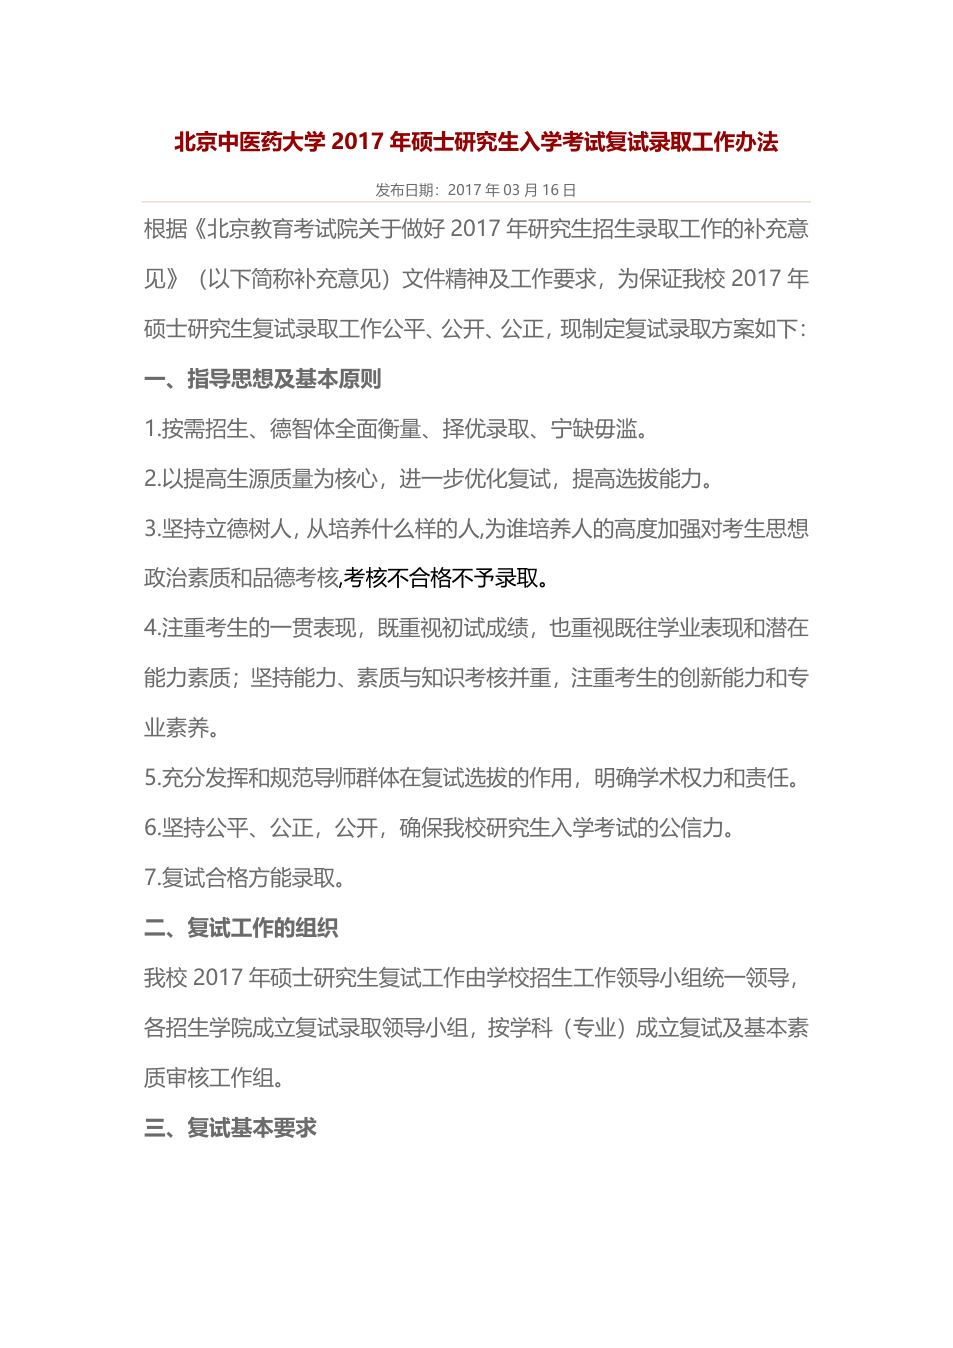 北京中医药大学 2017 年硕士研究生入学考试复试录取工作办法
发布日期：2017 年 03 月 16 日
根据《北京教育考试院关于做好 2017 年研究生招生录取工作的补充意
见》（以下简称补充意见）文件精神及工作要求，为保证我校 2017 年
硕士研究生复试录取工作公平、公开、公正，现制定复试录取方案如下：
一、指导思想及基本原则
1.按需招生、德智体全面衡量、择优录取、宁缺毋滥。
2.以提高生源质量为核心，进一步优化复试，提高选拔能力。
3.坚持立德树人，从培养什么样的人,为谁培养人的高度加强对考生思想
政治素质和品德考核,考核不合格不予录取。
4.注重考生的一贯表现，既重视初试成绩，也重视既往学业表现和潜在
能力素质；坚持能力、素质与知识考核并重，注重考生的创新能力和专
业素养。
5.充分发挥和规范导师群体在复试选拔的作用，明确学术权力和责任。
6.坚持公平、公正，公开，确保我校研究生入学考试的公信力。
7.复试合格方能录取。
二、复试工作的组织
我校 2017 年硕士研究生复试工作由学校招生工作领导小组统一领导，
各招生学院成立复试录取领导小组，按学科（专业）成立复试及基本素
质审核工作组。
三、复试基本要求